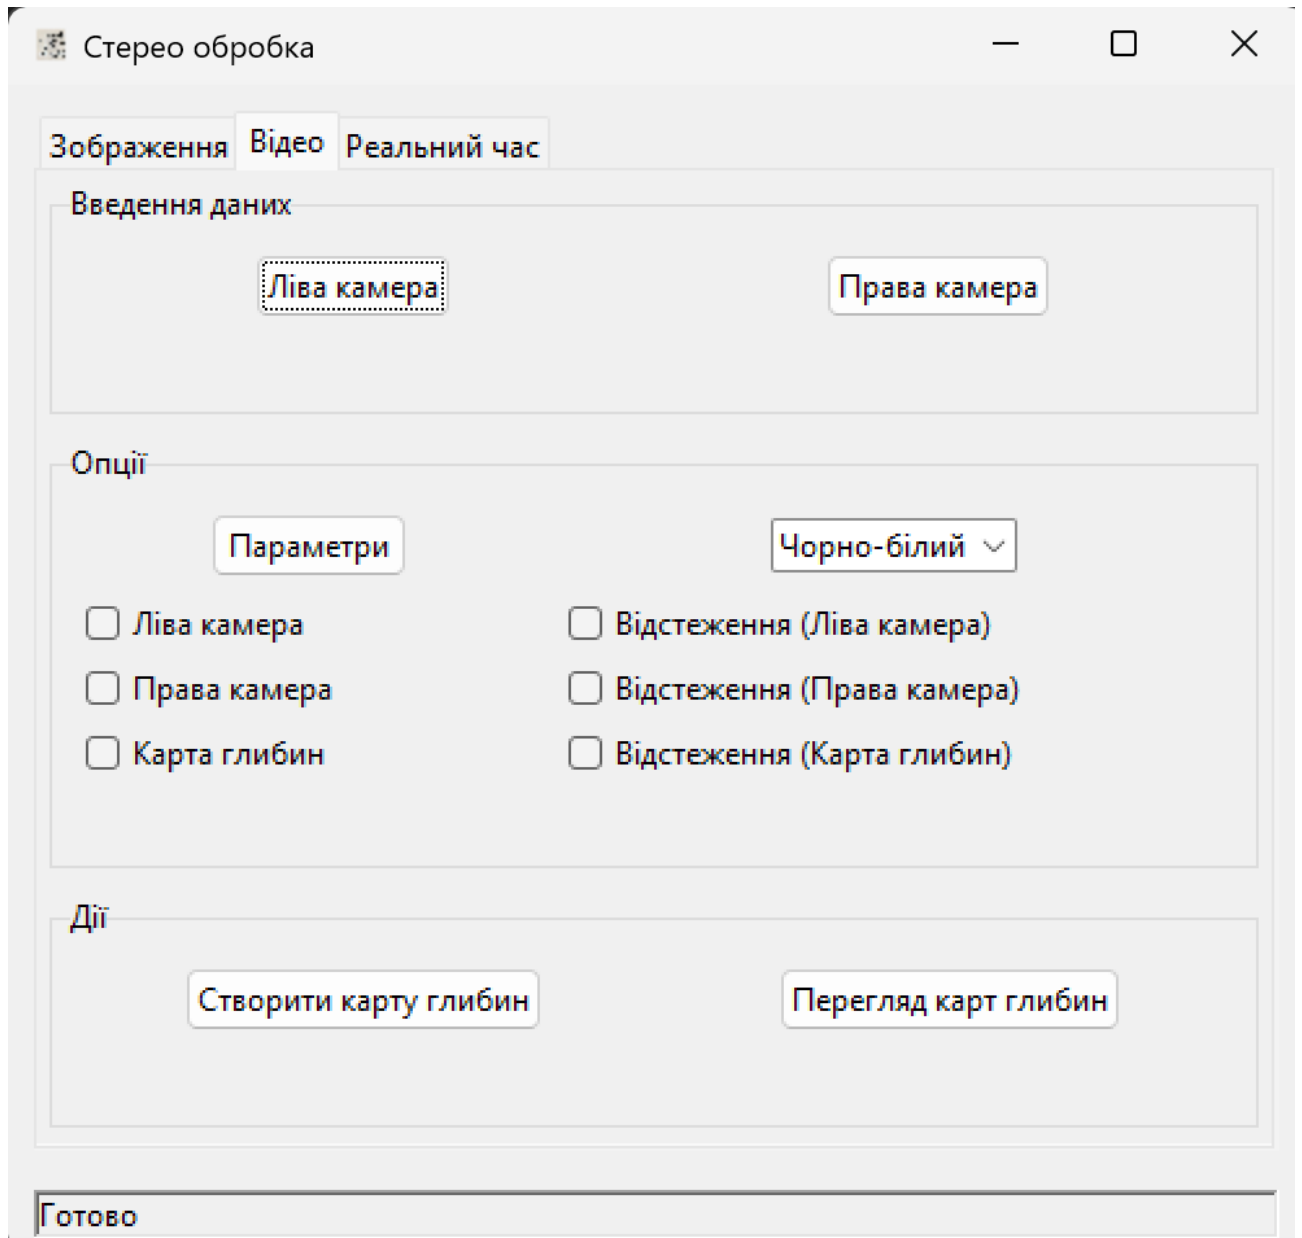 Стерео обробка
Зображення Відео Реальний час
Введення даних
Ліва камера Права камера
Опції
Параметри Чорно-білий
Ліва камера Відстеження (Ліва камера)
Права камера Відстеження (Права камера)
Карта глибин Відстеження (Карта глибин)
Дії
Створити карту глибин Перегляд карт глибин
Готово